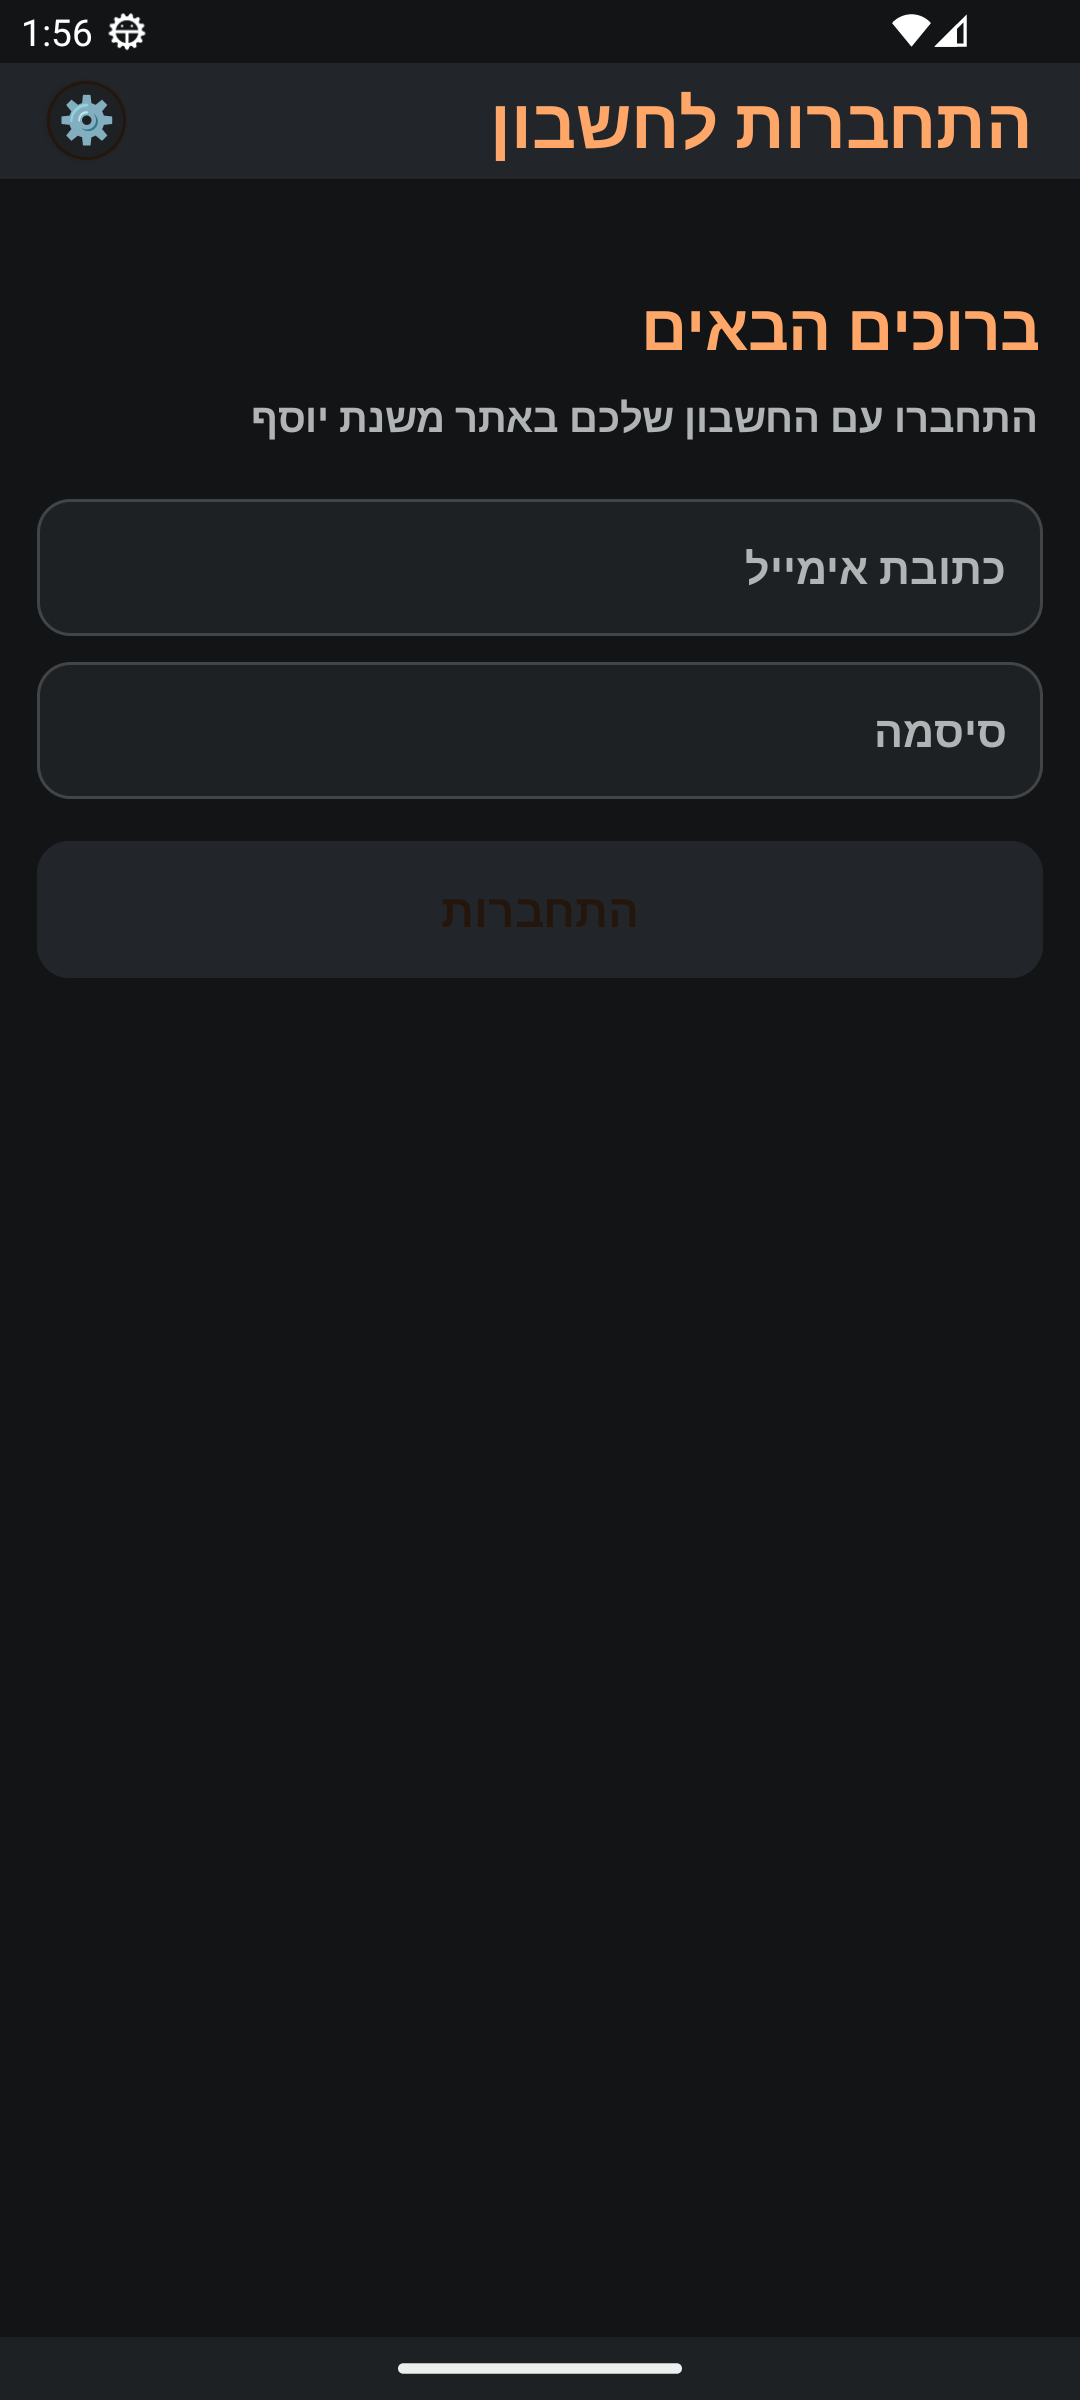 1:56
התחברות לחשבון
ברוכים הבאים
התחברו עם החשבון שלכם באתר משנת יוסף
כתובת אימייל
סיסמה
התחברות